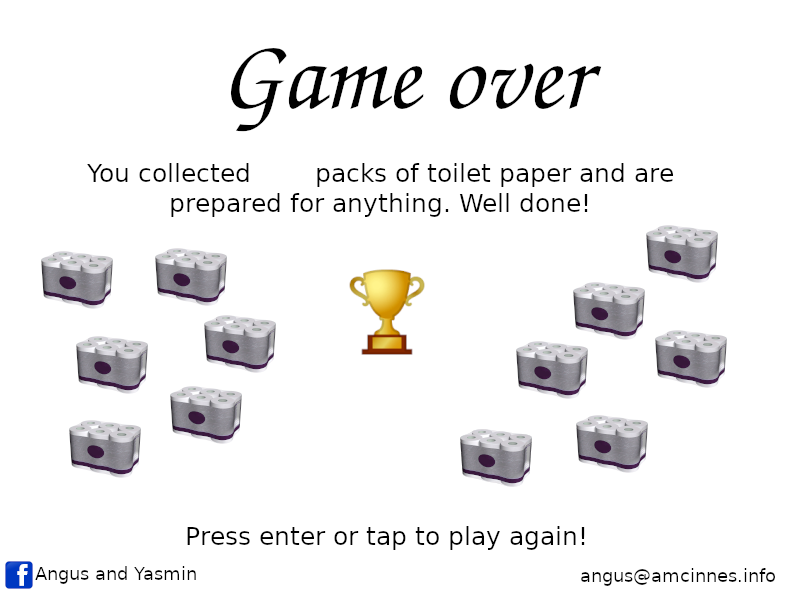 Game over
You collected packs of toilet paper and are
prepared for anything. Well done!
Press enter or tap to play again!
f Angus and Yasmin
angus@amcinnes.info